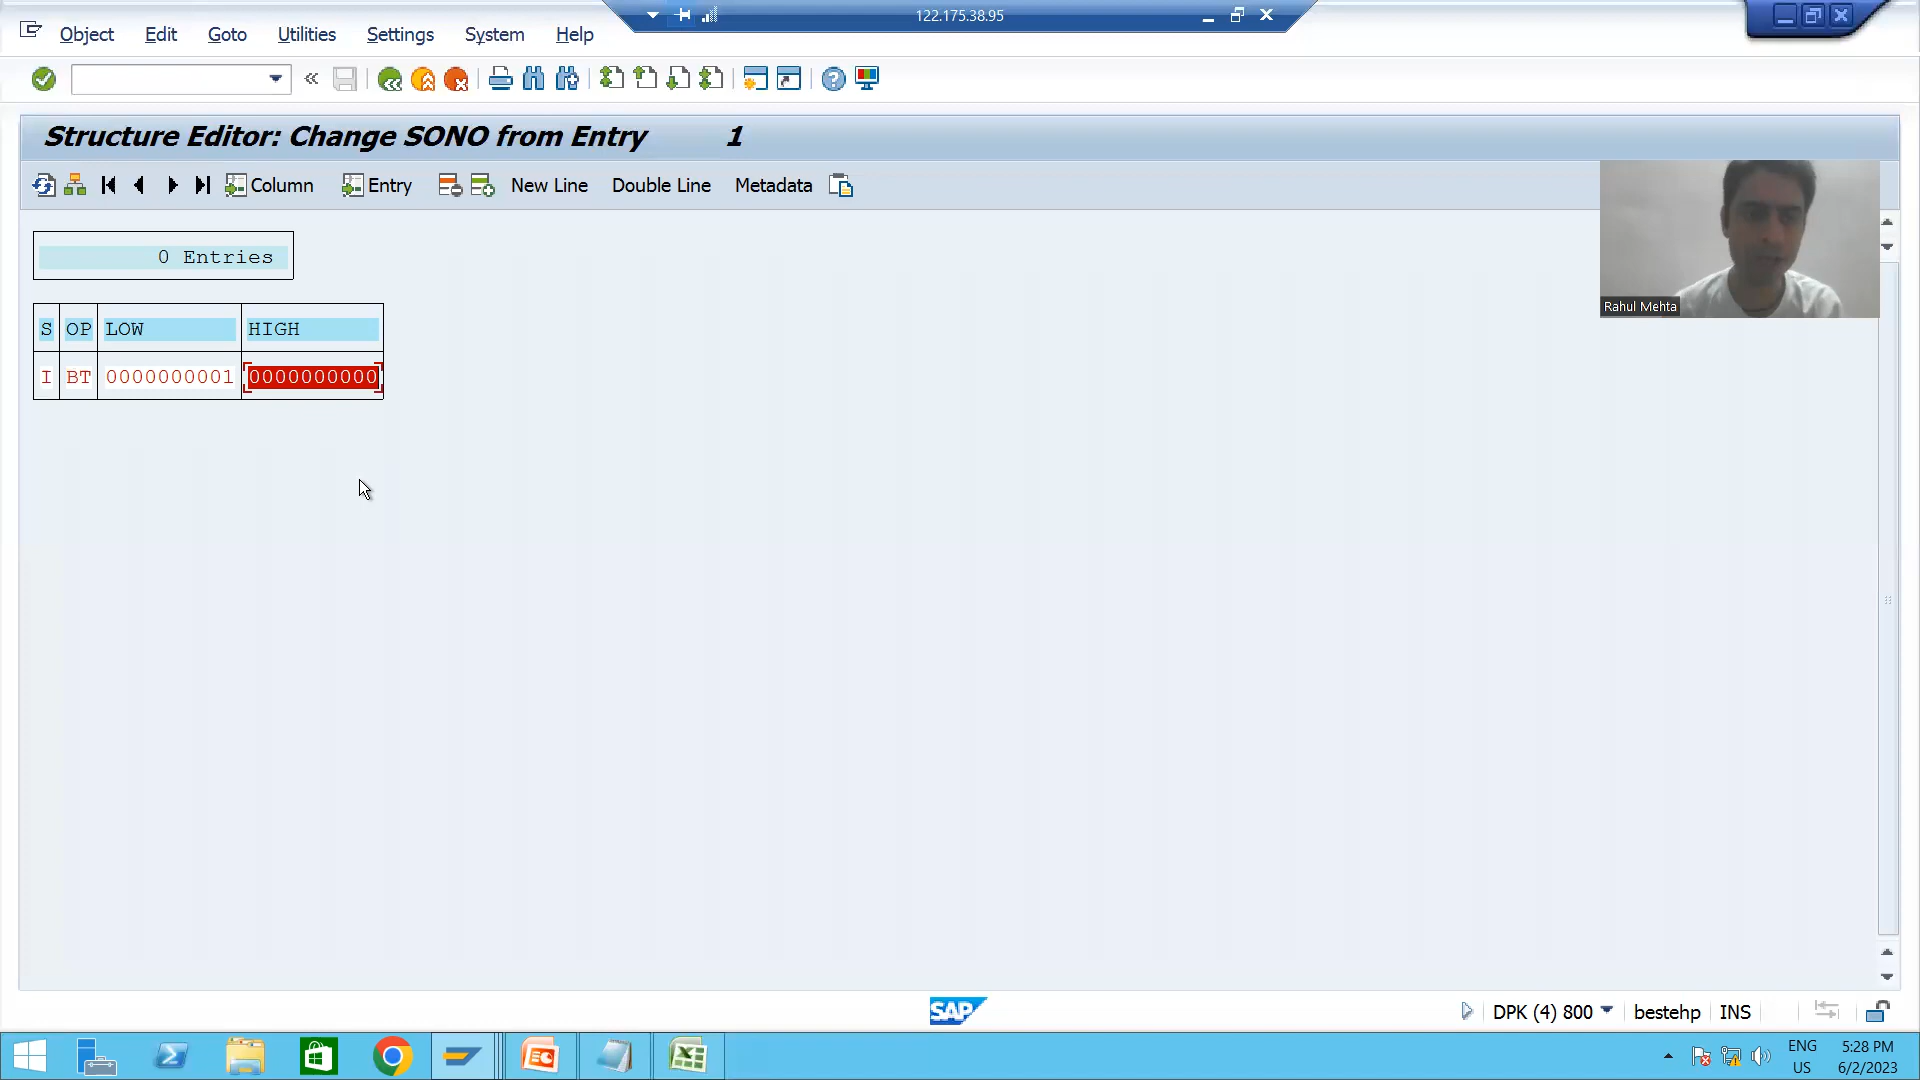 122.175.38.95
Object Edit Goto Utilities Settings System Help
Structure Editor: Change SONO from Entry 1
Column Entry New Line Double Line Metadata
Rahul Mehta
0 Entries
S OP LOW HIGH
I BT 0000000001 0000000000
SAP DPK (4) 800 bestehp INS
ENG 5:28 PM
US 6/2/2023